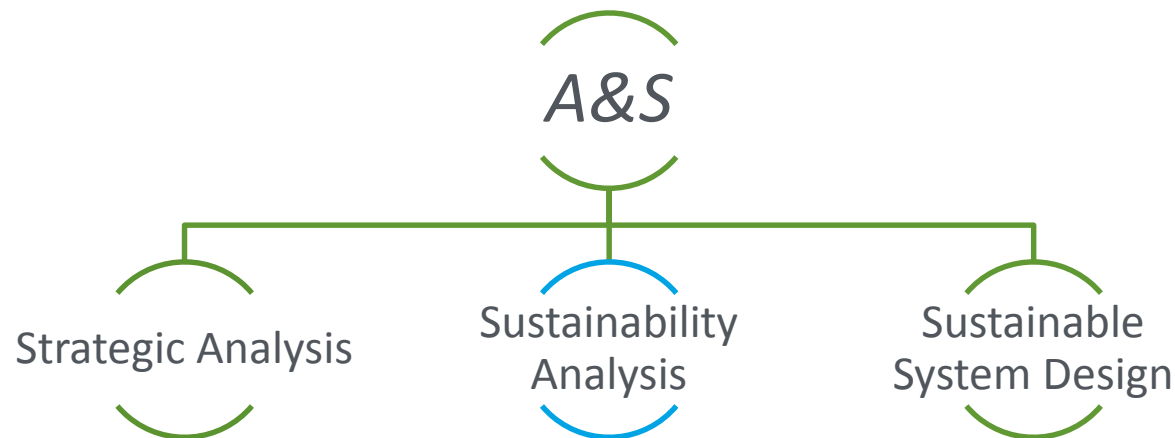 A&S
Strategic Analysis
Sustainability
Analysis
Sustainable
System Design